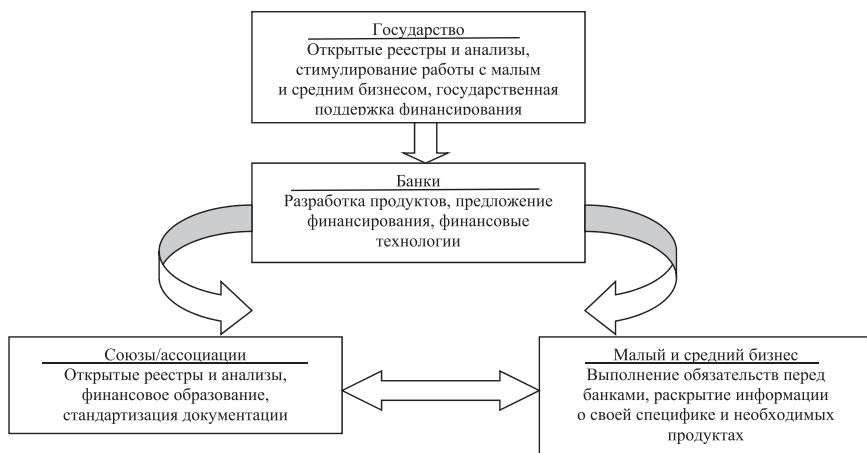 Государство
Открытые реестры и анализы,
стимулирование работы с малым
и средним бизнесом, государственная
поддержка финансирования
Банки
Разработка продуктов, предложение
финансирования, финансовые
технологии
Союзы/ассоциации
Открытые реестры и анализы,
финансовое образование,
стандартизация документации
Малый и средний бизнес
Выполнение обязательств перед
банками, раскрытие информации
о своей специфике и необходимых
продуктах